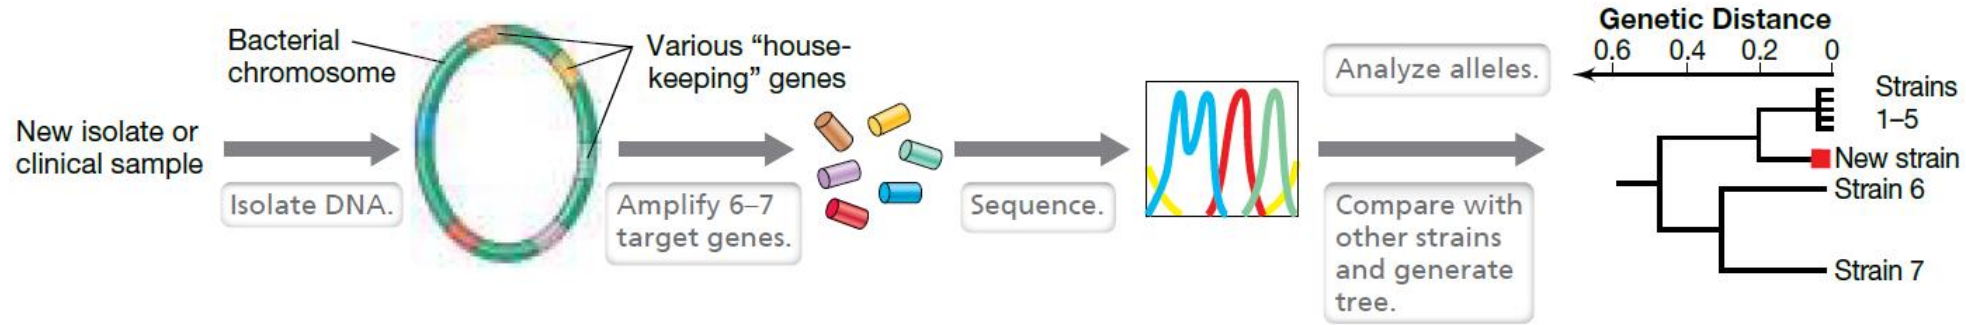 New isolate or
clinical sample
Isolate DNA.
Bacterial
chromosome
Various “house-
keeping” genes
Amplify 6–7
target genes.
Sequence.
Analyze alleles.
Compare with
other strains
and generate
tree.
Genetic Distance
0.6 0.4 0.2 0
Strains
1–5
New strain
Strain 6
Strain 7